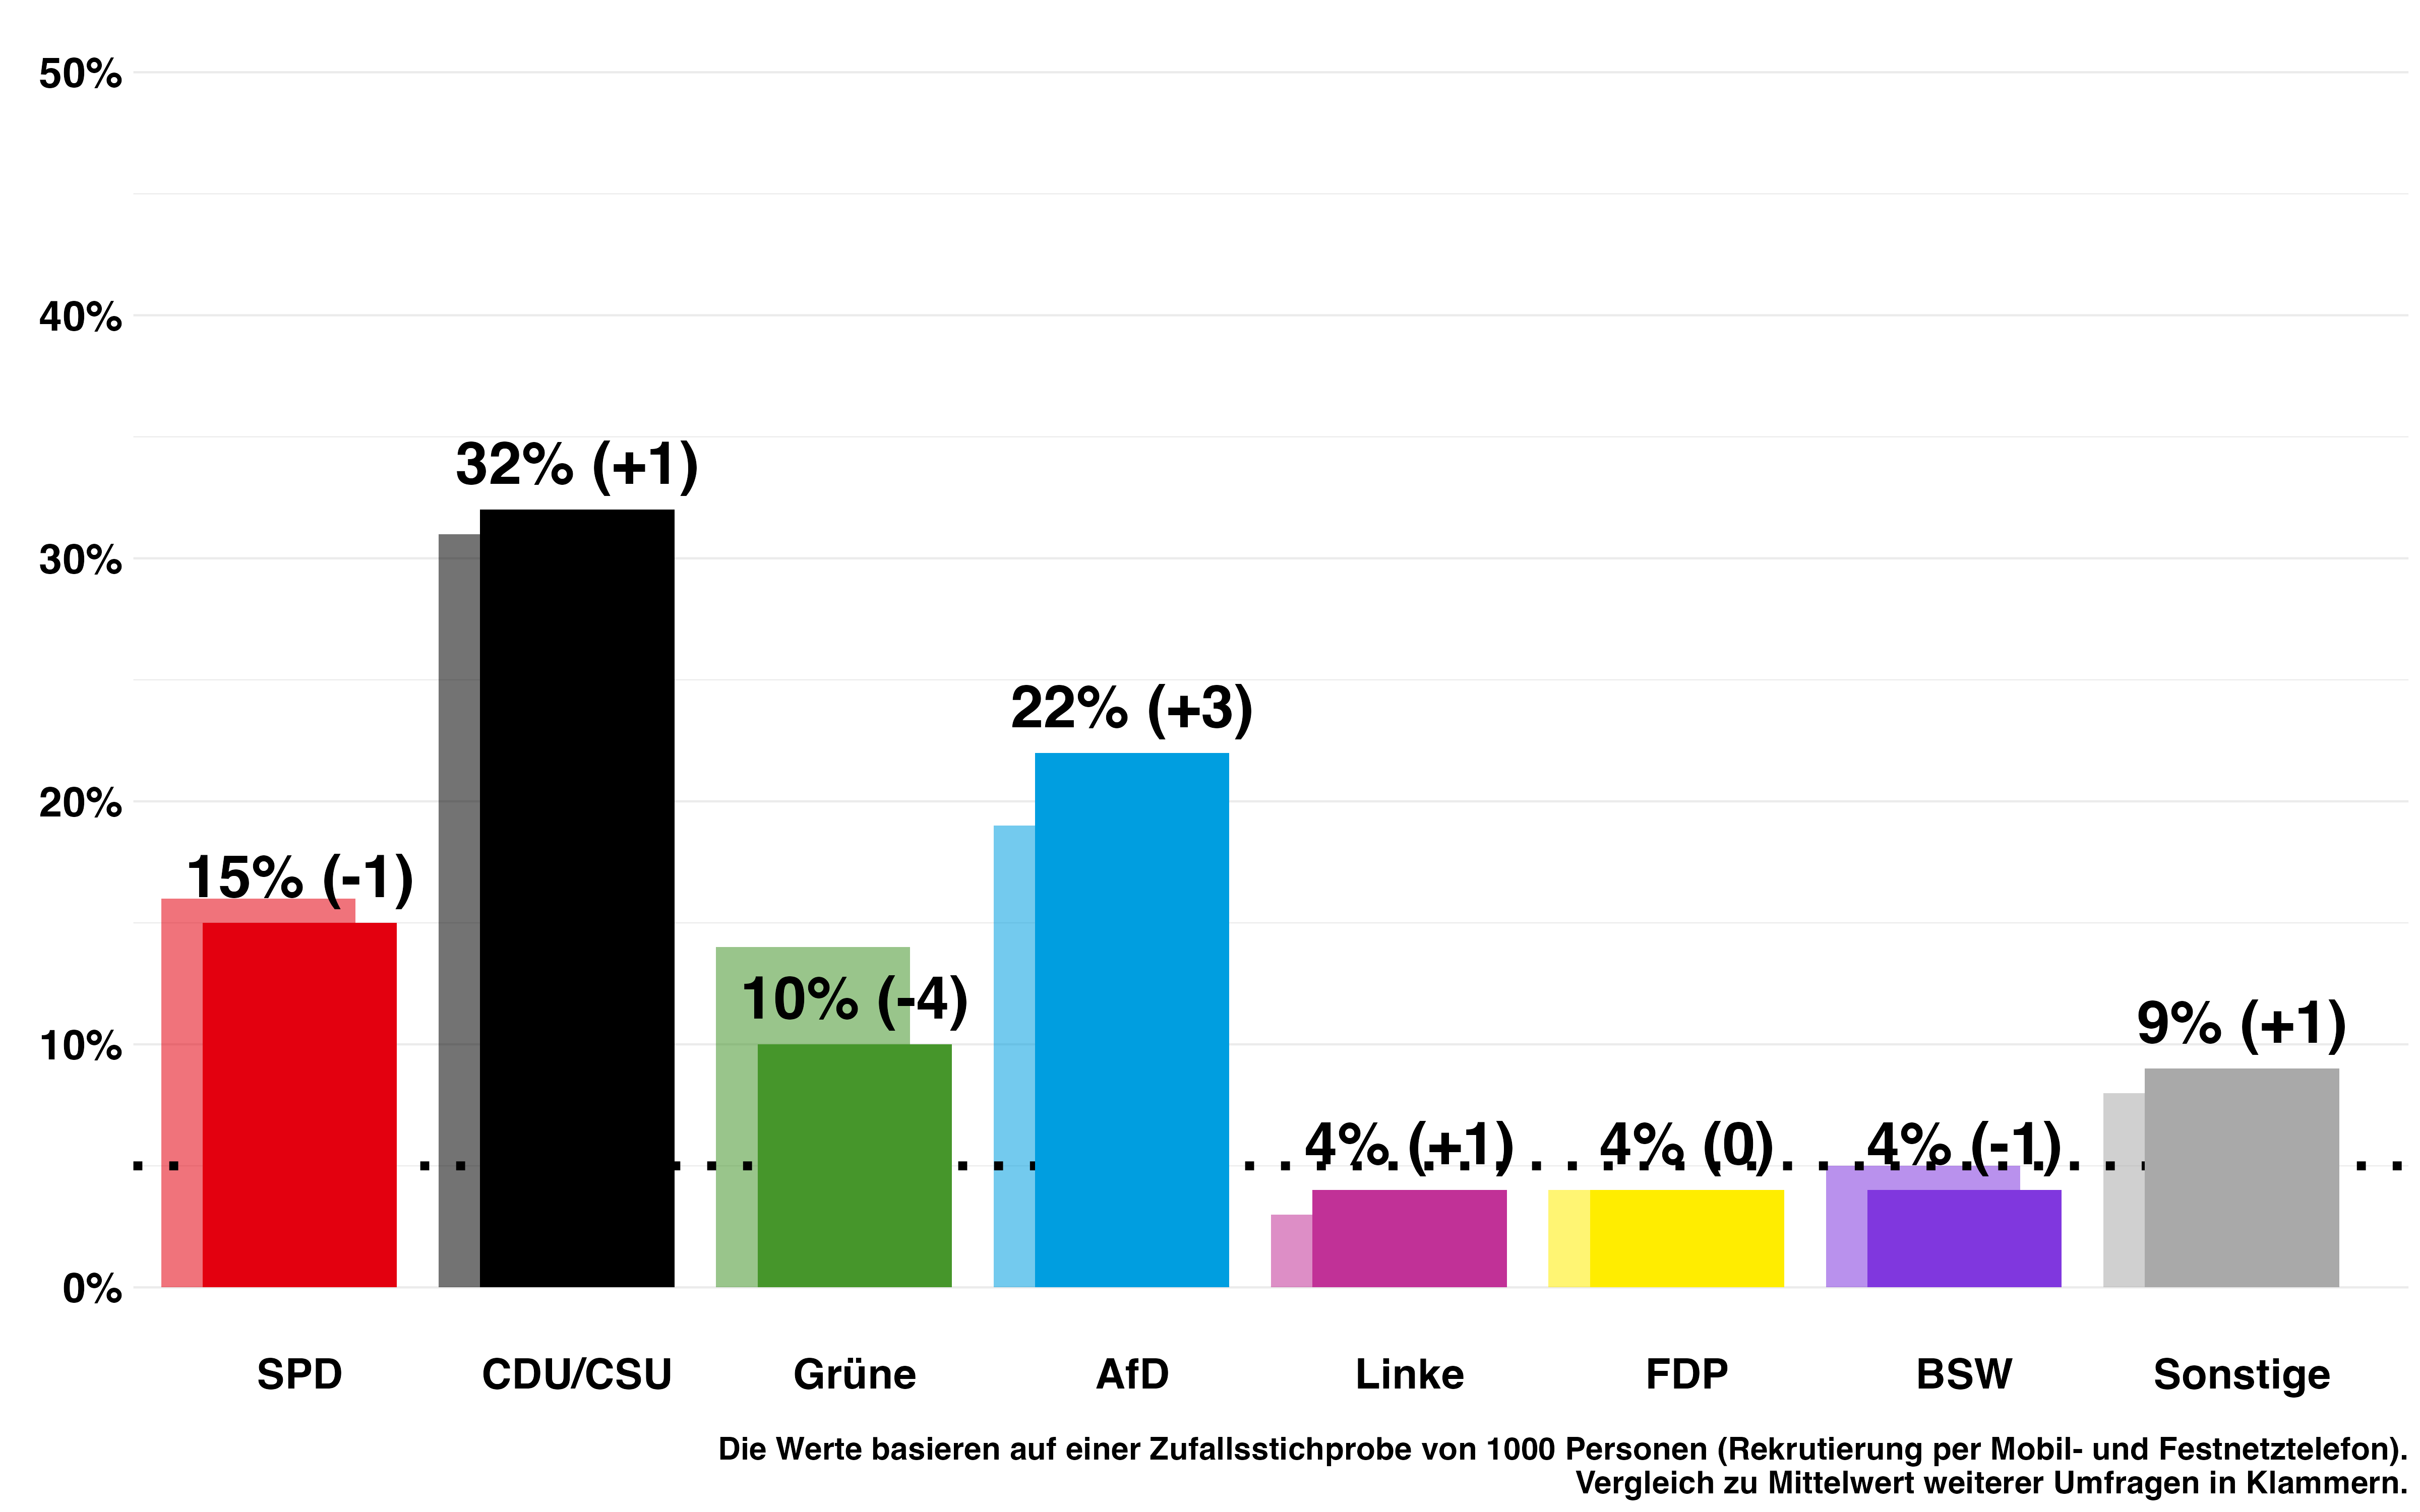 50%
40%
30%
20%
10%
0%
15% (-1)
32% (+1)
10% (-4)
22% (+3)
4% (+1)
4% (0)
4% (-1)
9% (+1)
SPD
CDU/CSU
Grüne
AfD
Linke
FDP
BSW
Sonstige
Die Werte basieren auf einer Zufallsstichprobe von 1000 Personen (Rekrutierung per Mobil- und Festnetztelefon).
Vergleich zu Mittelwert weiterer Umfragen in Klammern.